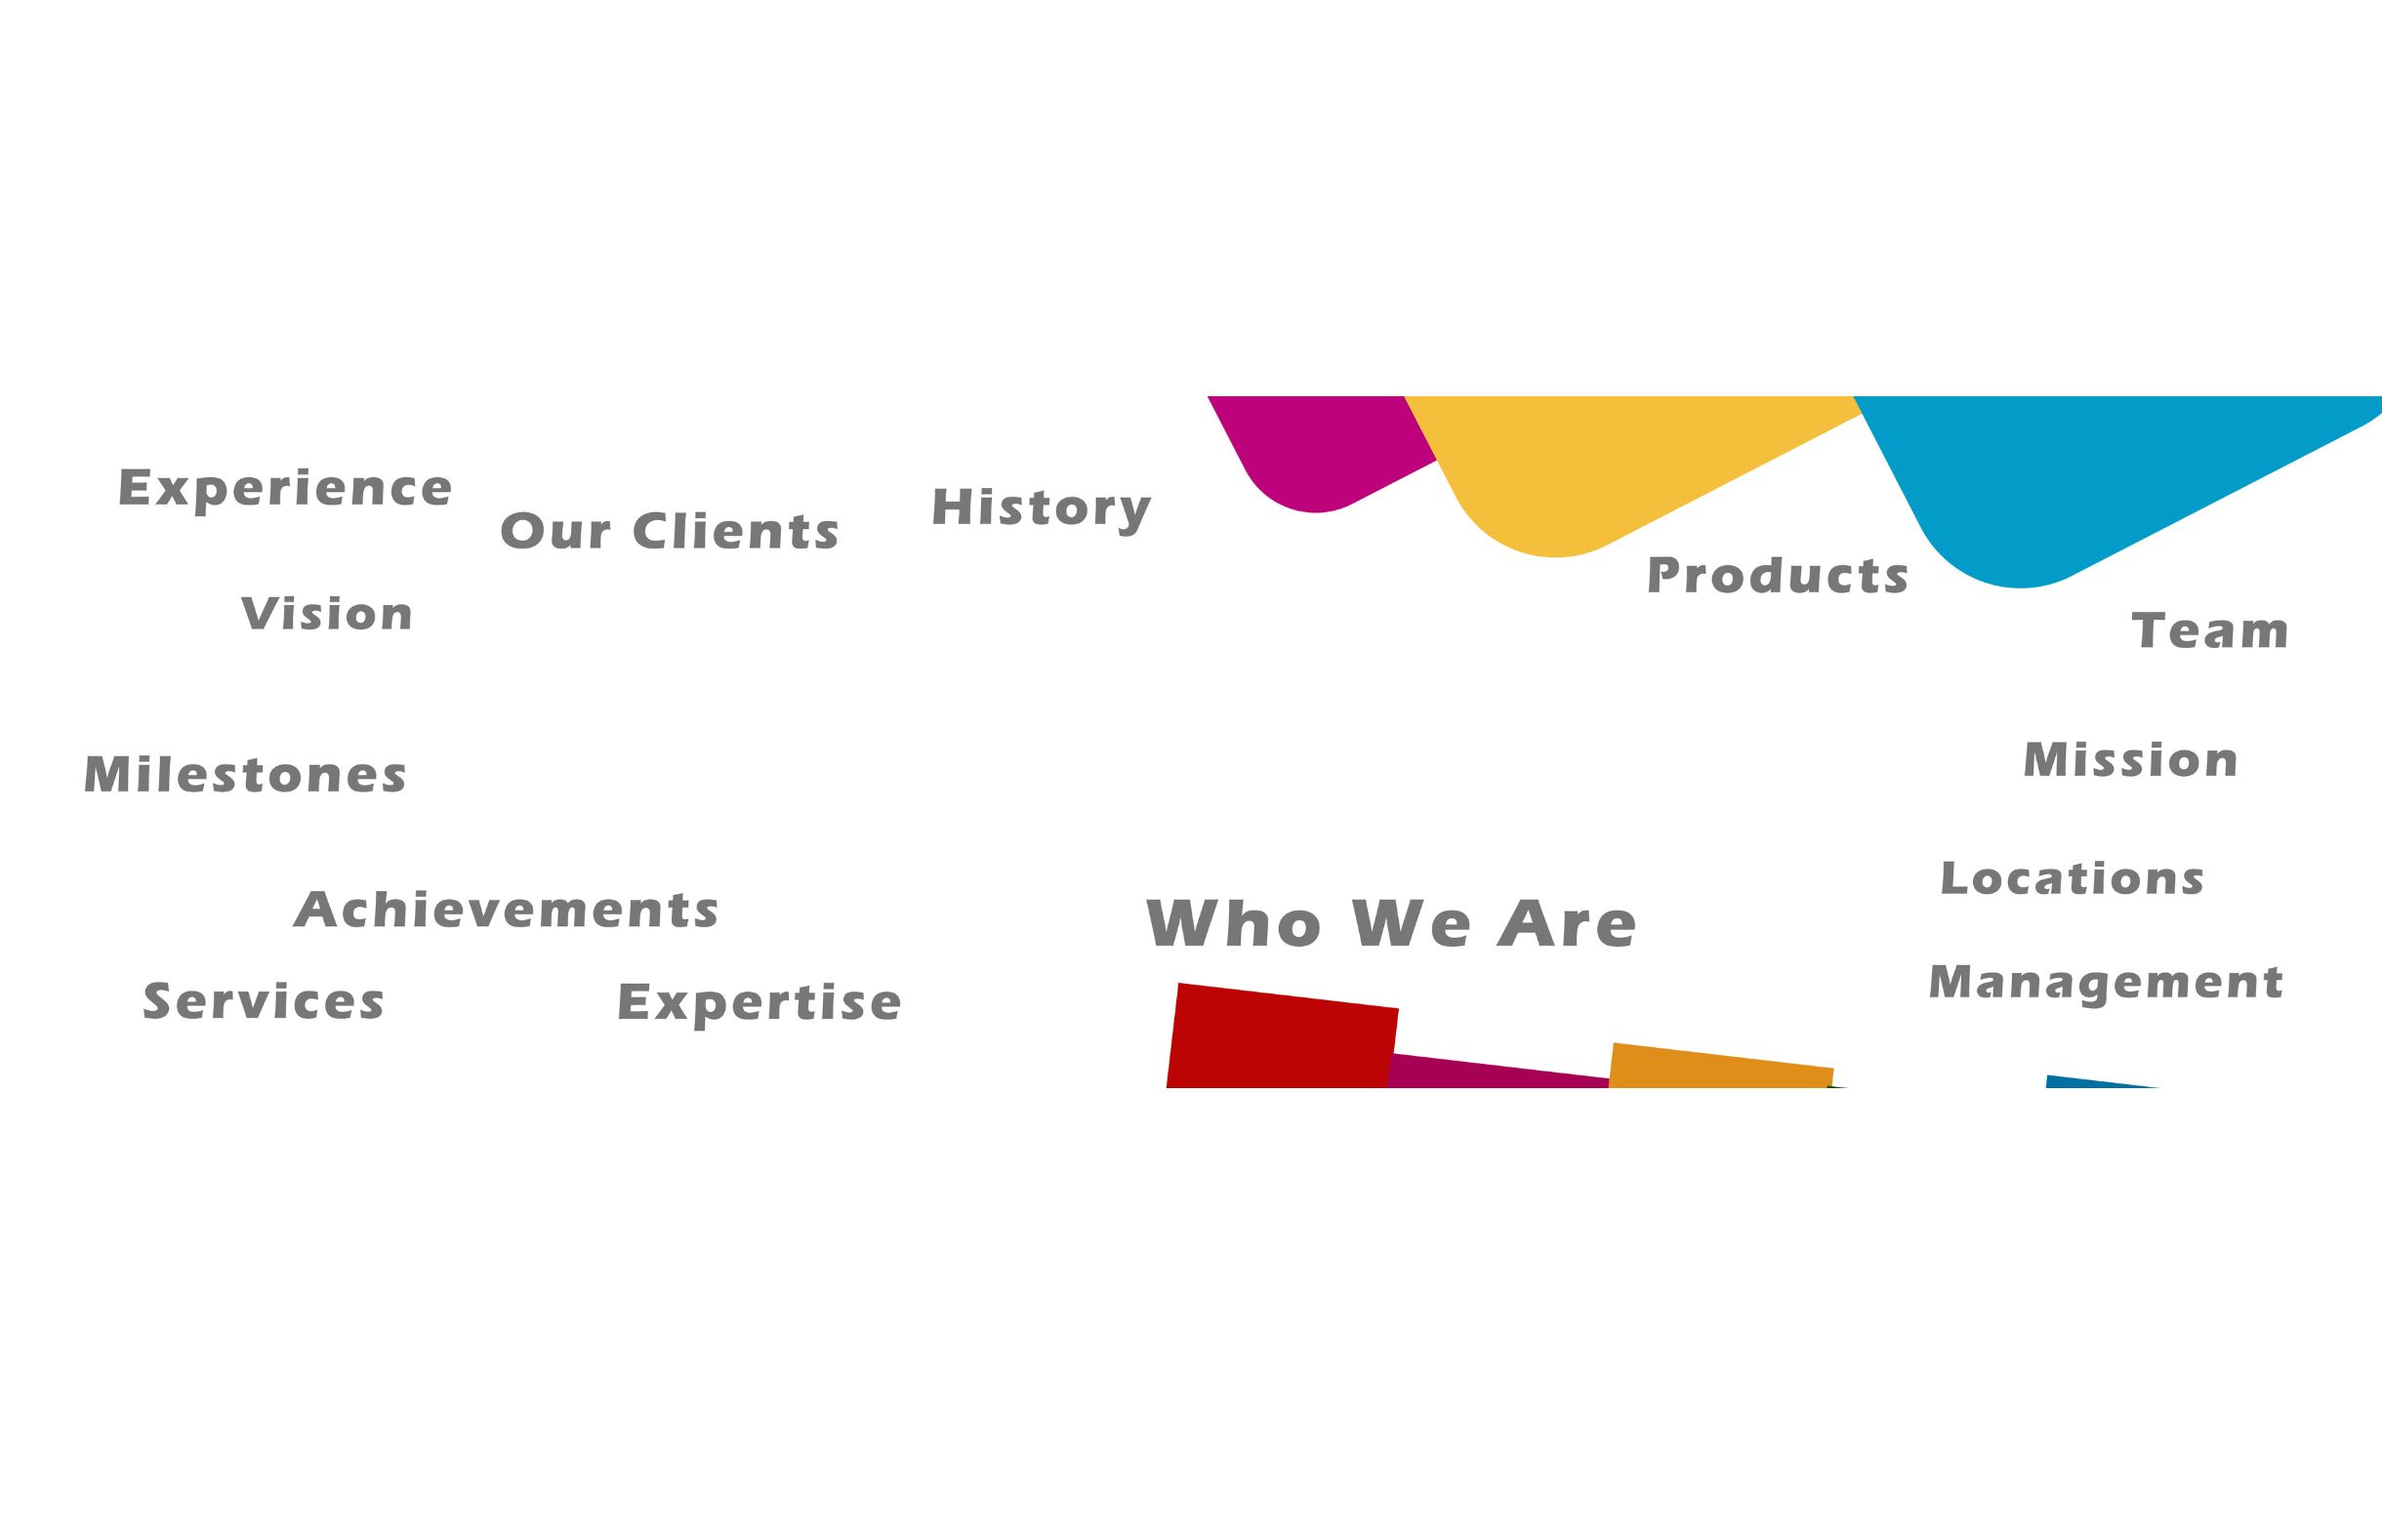 Experience
Our Clients
History
Products
Vision
Team
Milestones
Mission
Locations
Achievements
Who We Are
Management
Services
Expertise